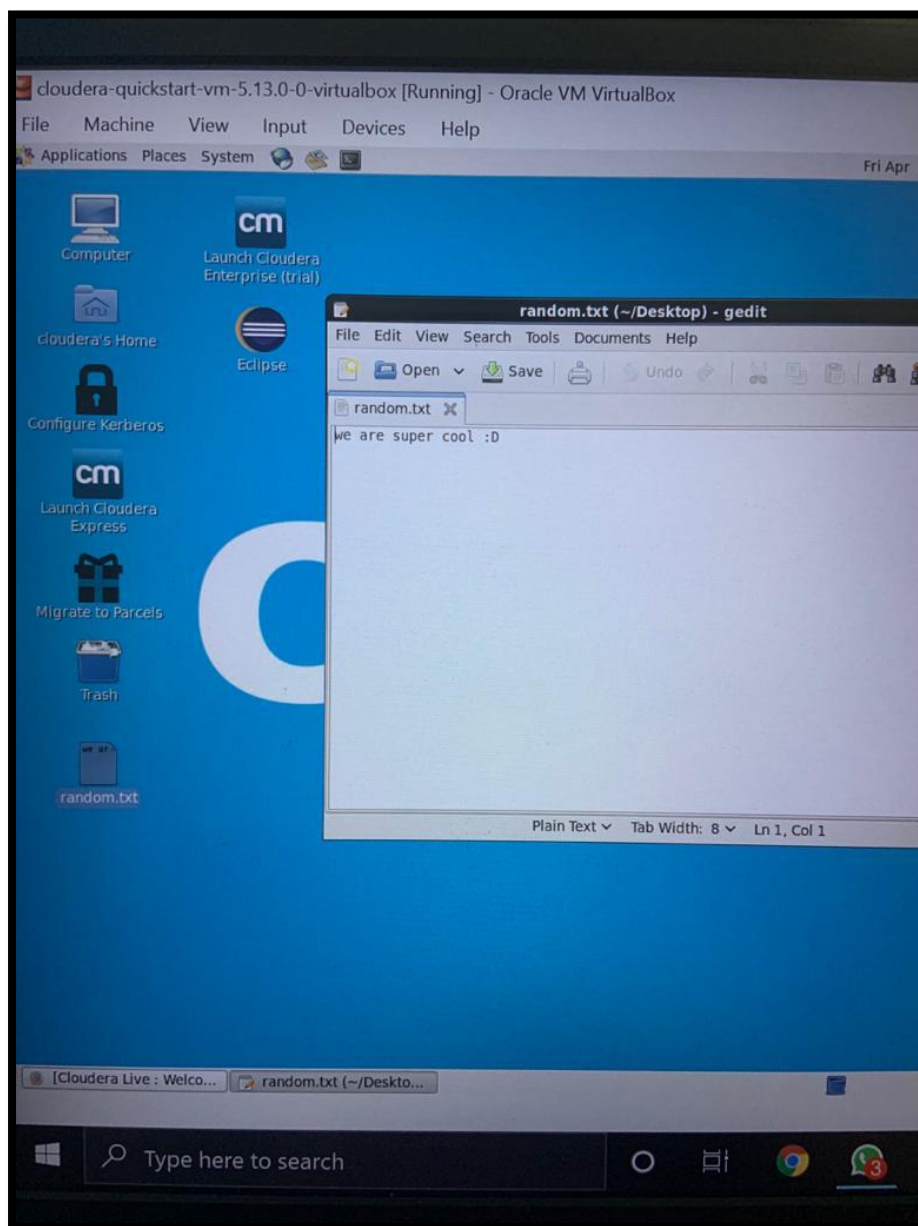 cloudera-quickstart-vm-5.13.0-0-virtualbox [Running] - Oracle VM VirtualBox
File Machine View Input Devices Help
Applications Places System
Fri Apr
Computer
cm
Launch Cloudera
Enterprise (trial)
cloudera's Home
Eclipse
Configure Kerberos
cm
Launch Cloudera
Express
Migrate to Parcels
Trash
we ar
random.txt
random.txt (~/Desktop) - gedit
File Edit View Search Tools Documents Help
Open Save Undo
random.txt
we are super cool :D
Plain Text Tab Width: 8 Ln 1, Col 1
[Cloudera Live : Welco... random.txt (~/Deskto...
Type here to search
3